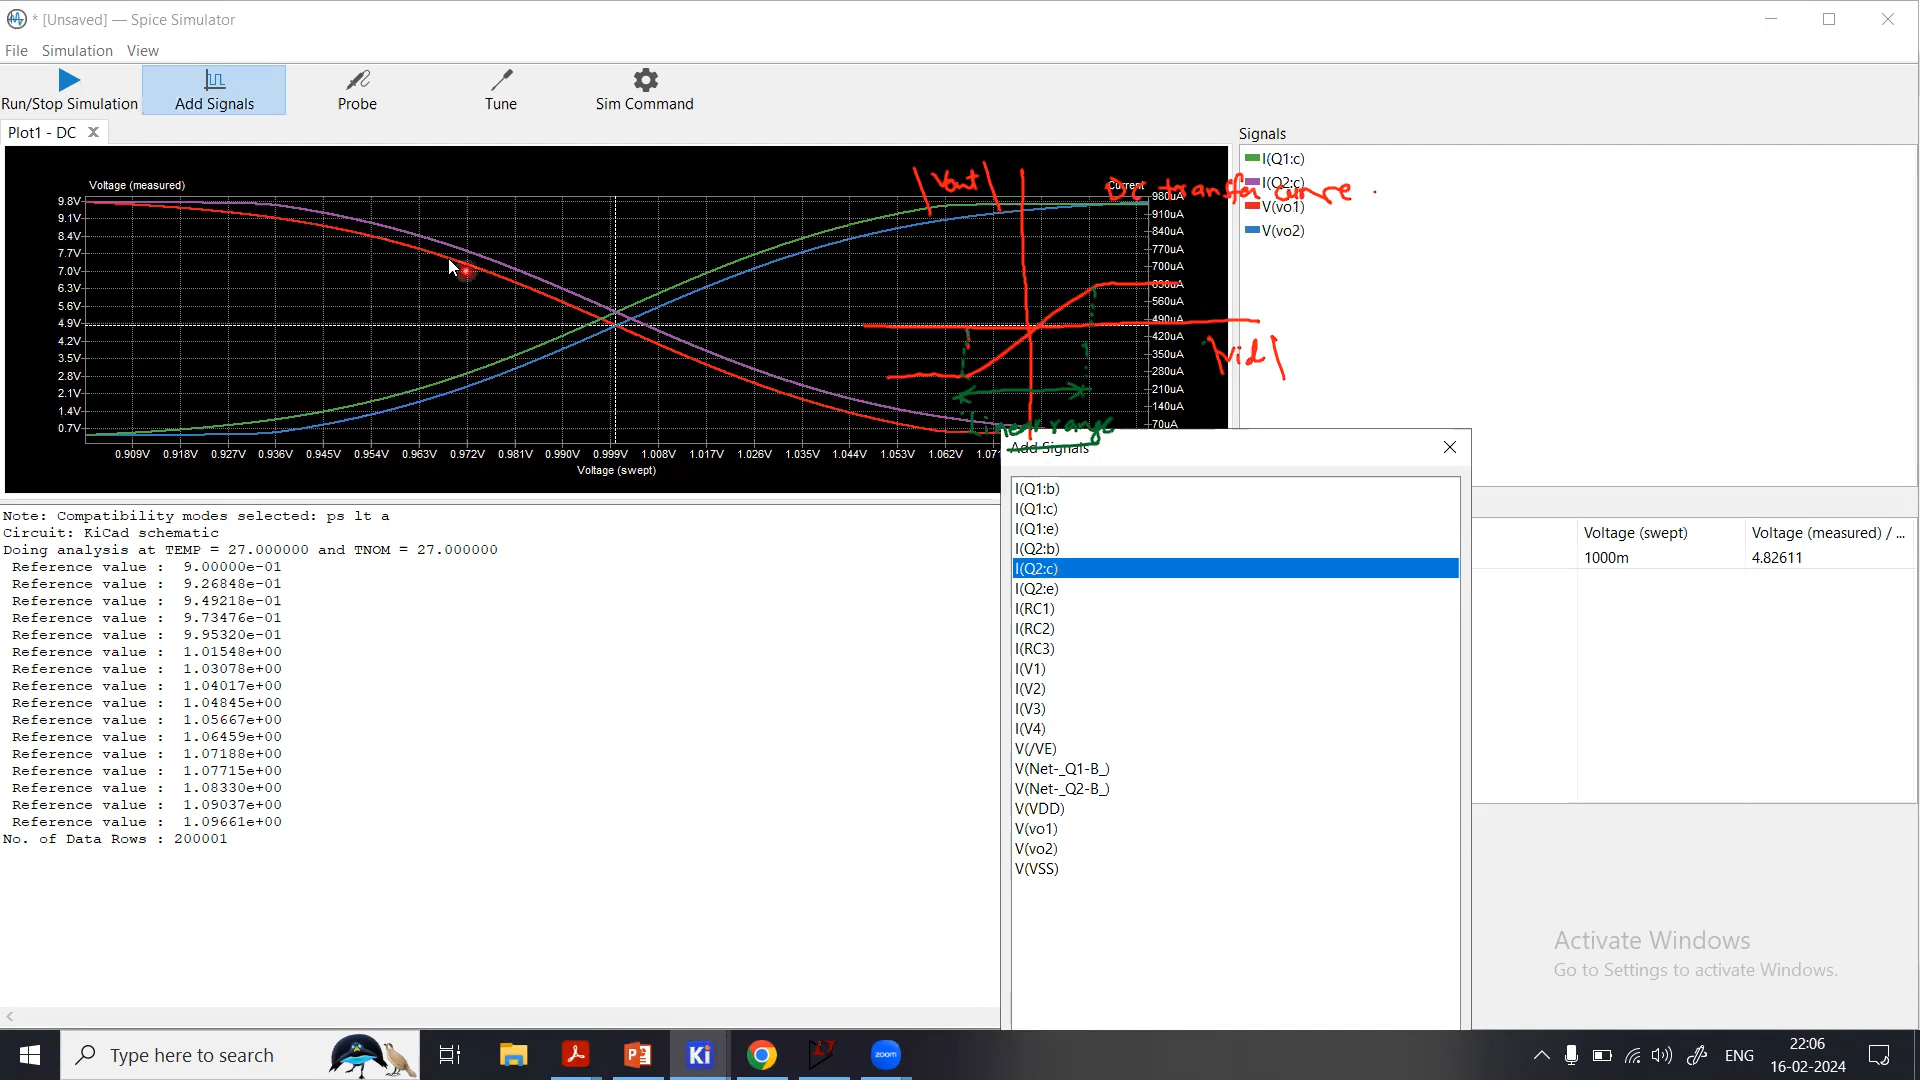 * [Unsaved] — Spice Simulator
File Simulation View
Run/Stop Simulation Add Signals Probe Tune Sim Command
Plot1 - DC
Signals
I(Q1:c)
I(Q2:c)
V(vo1)
V(vo2)
Voltage (measured)
Current
9.8V
9.1V
8.4V
7.7V
7.0V
6.3V
5.6V
4.9V
4.2V
3.5V
2.8V
2.1V
1.4V
0.7V
980uA
910uA
840uA
770uA
700uA
630uA
560uA
490uA
420uA
350uA
280uA
210uA
140uA
70uA
0.909V 0.918V 0.927V 0.936V 0.945V 0.954V 0.963V 0.972V 0.981V 0.990V 0.999V 1.008V 1.017V 1.026V 1.035V 1.044V 1.053V 1.062V 1.071
Voltage (swept)
|Vout|
DC transfer curve
|Vid|
Linear range
Add Signals
I(Q1:b)
I(Q1:c)
I(Q1:e)
I(Q2:b)
I(Q2:c)
I(Q2:e)
I(RC1)
I(RC2)
I(RC3)
I(V1)
I(V2)
I(V3)
I(V4)
V(/VE)
V(Net-_Q1-B_)
V(Net-_Q2-B_)
V(VDD)
V(vo1)
V(vo2)
V(VSS)
Voltage (swept) Voltage (measured) / ...
1000m 4.82611
Note: Compatibility modes selected: ps lt a
Circuit: KiCad schematic
Doing analysis at TEMP = 27.000000 and TNOM = 27.000000
Reference value : 9.00000e-01
Reference value : 9.26848e-01
Reference value : 9.49218e-01
Reference value : 9.73476e-01
Reference value : 9.95320e-01
Reference value : 1.01548e+00
Reference value : 1.03078e+00
Reference value : 1.04017e+00
Reference value : 1.04845e+00
Reference value : 1.05667e+00
Reference value : 1.06459e+00
Reference value : 1.07188e+00
Reference value : 1.07715e+00
Reference value : 1.08330e+00
Reference value : 1.09037e+00
Reference value : 1.09661e+00
No. of Data Rows : 200001
Activate Windows
Go to Settings to activate Windows.
Type here to search
Ki
zoom
ENG
22:06
16-02-2024